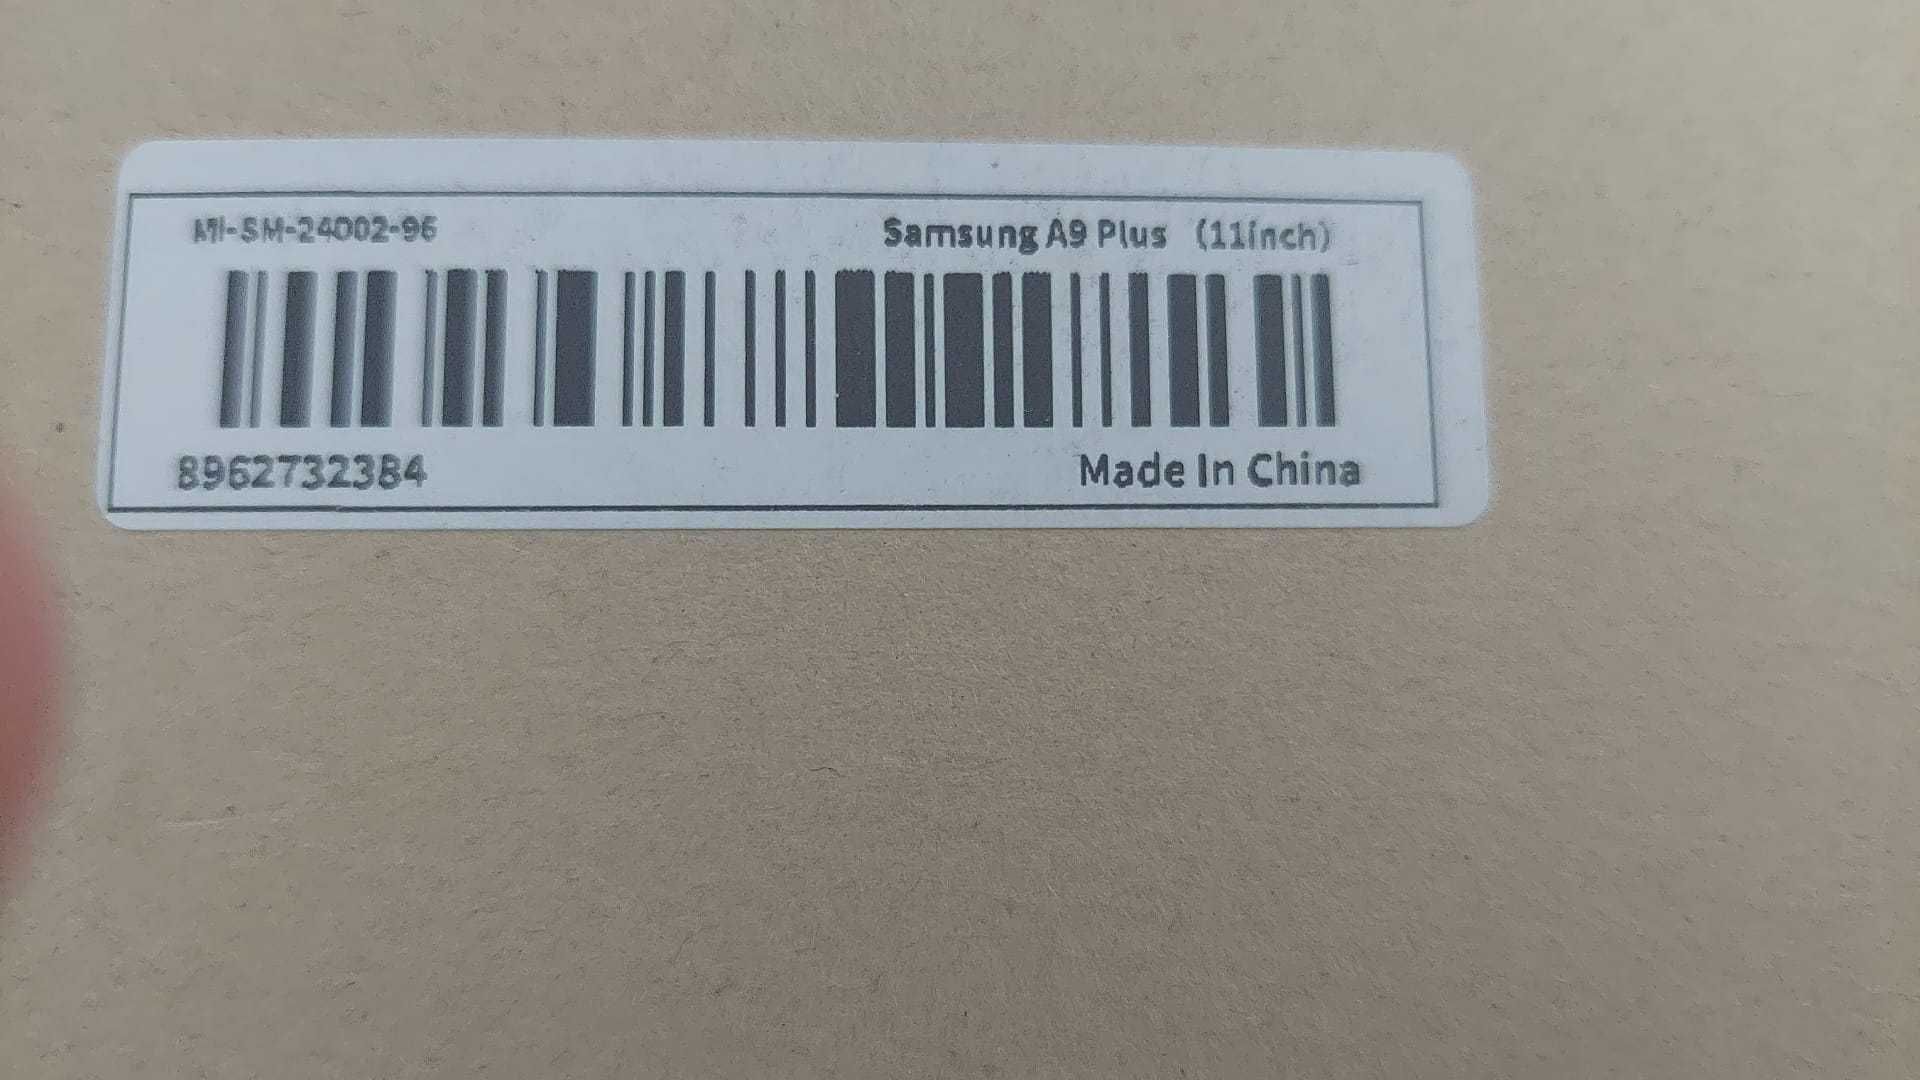 MI-SM-24002-96
Samsung A9 Plus (11inch)
8962732384
Made In China